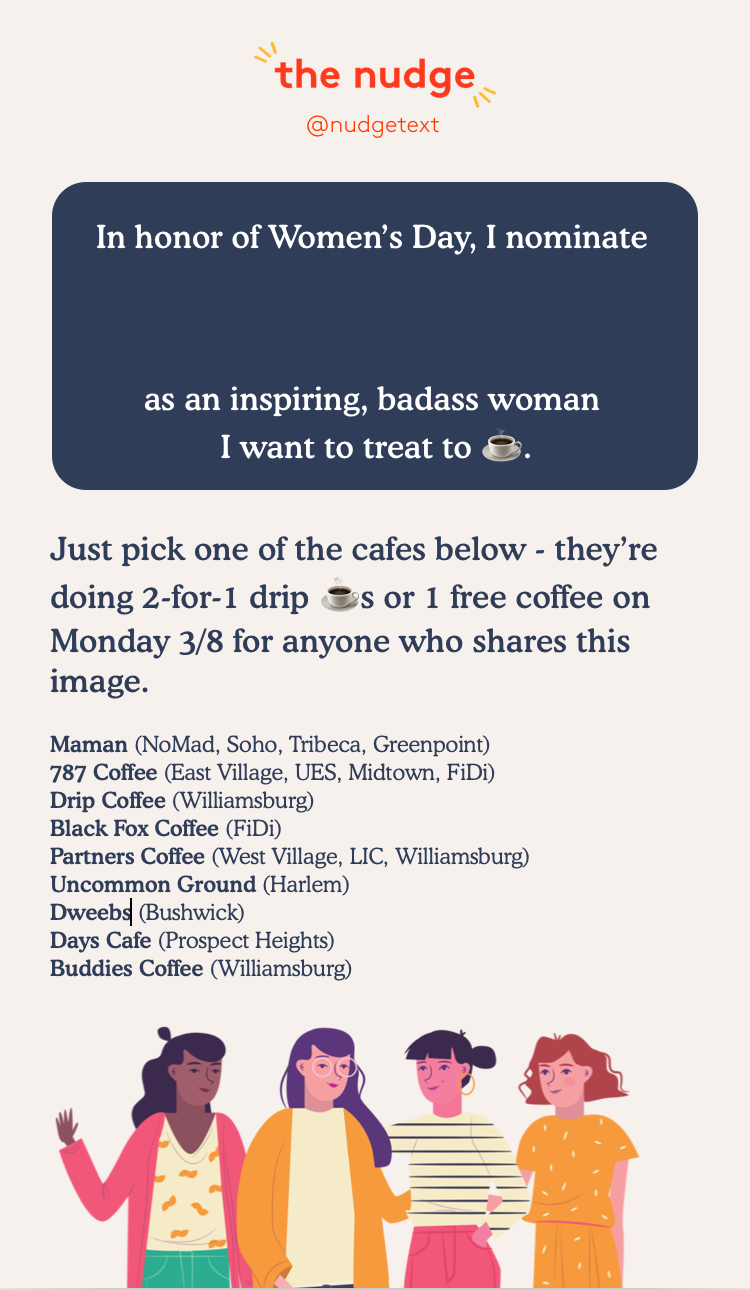 the nudge
@nudgetext
In honor of Women’s Day, I nominate
as an inspiring, badass woman
I want to treat to ☕.
Just pick one of the cafes below - they’re
doing 2-for-1 drip ☕s or 1 free coffee on
Monday 3/8 for anyone who shares this
image.
Maman (NoMad, Soho, Tribeca, Greenpoint)
787 Coffee (East Village, UES, Midtown, FiDi)
Drip Coffee (Williamsburg)
Black Fox Coffee (FiDi)
Partners Coffee (West Village, LIC, Williamsburg)
Uncommon Ground (Harlem)
Dweebs (Bushwick)
Days Cafe (Prospect Heights)
Buddies Coffee (Williamsburg)